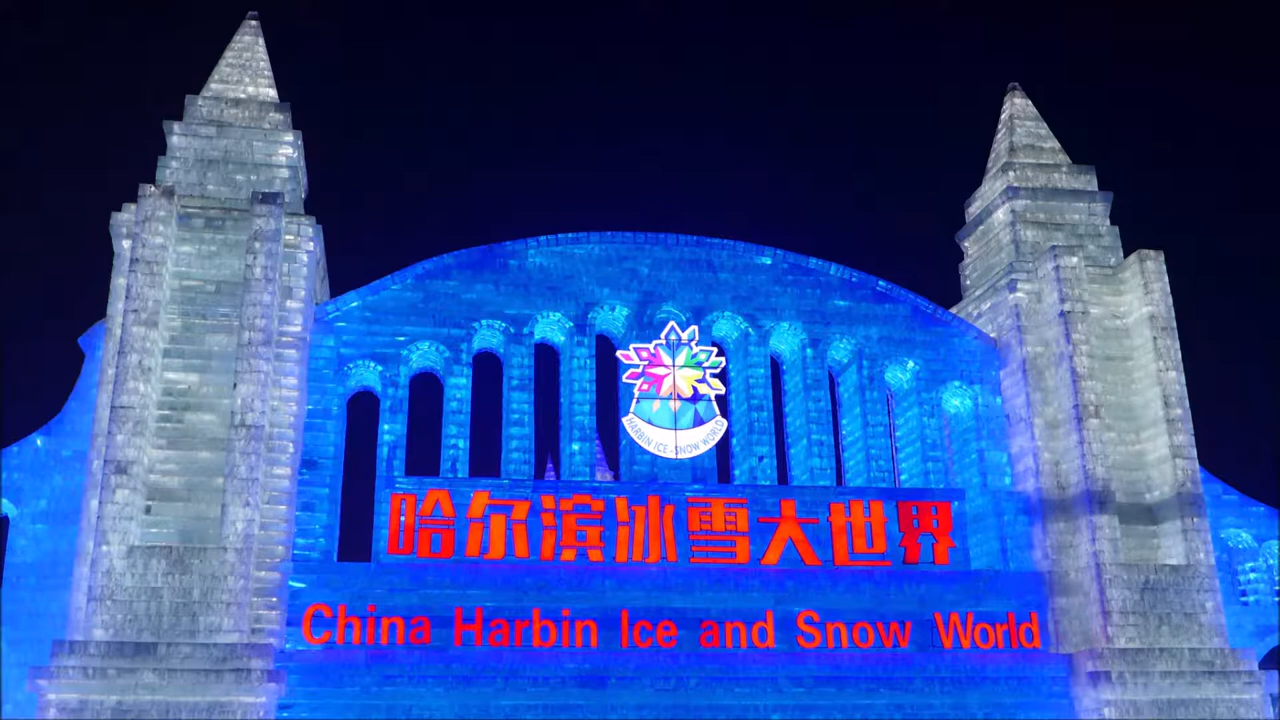 HARBIN ICE-SNOW WORLD
哈尔滨冰雪大世界
China Harbin Ice and Snow World